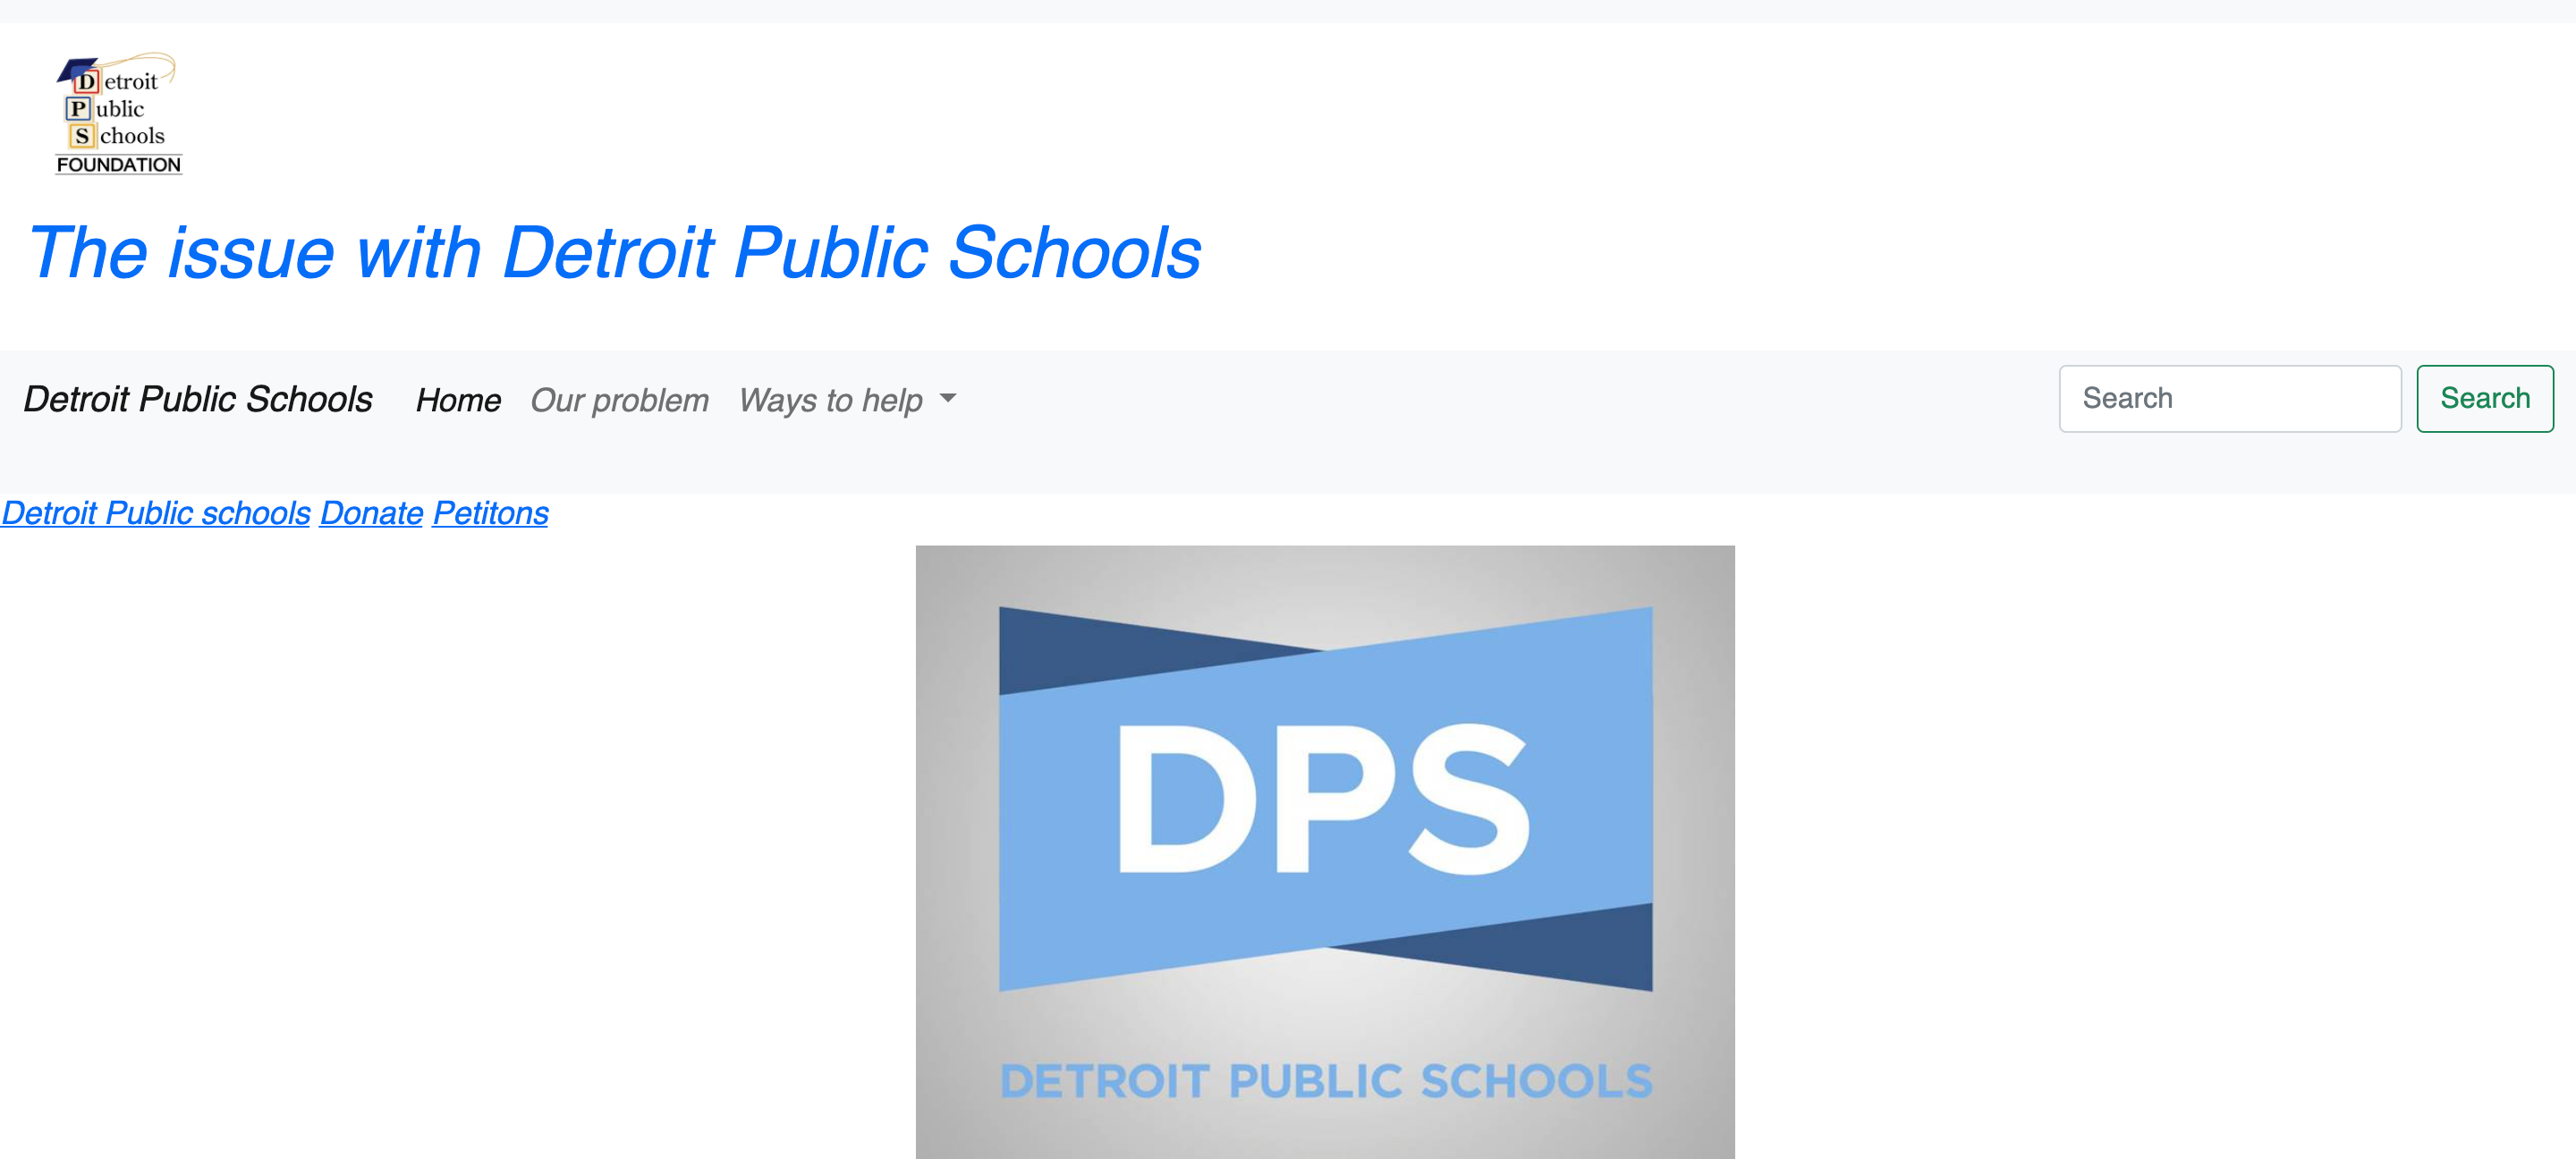 Detroit
Public
Schools
FOUNDATION
The issue with Detroit Public Schools
Detroit Public Schools Home Our problem Ways to help Search Search
Detroit Public schools Donate Petitons
DPS
DETROIT PUBLIC SCHOOLS